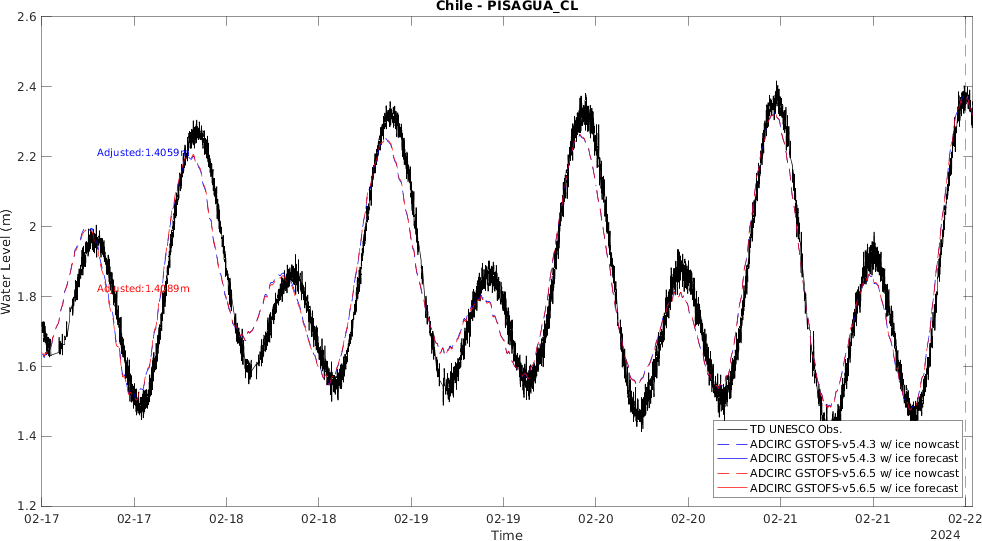 Chile - PISAGUA_CL
2.6
2.4
2.2
2
1.8
1.6
1.4
1.2
Water Level (m)
Adjusted:1.4059m
Adjusted:1.4089m
TD UNESCO Obs.
ADCIRC GSTOFS-v5.4.3 w/ ice nowcast
ADCIRC GSTOFS-v5.4.3 w/ ice forecast
ADCIRC GSTOFS-v5.6.5 w/ ice nowcast
ADCIRC GSTOFS-v5.6.5 w/ ice forecast
02-17 02-17 02-18 02-18 02-19 02-19 02-20 02-20 02-21 02-21 02-22
Time
2024